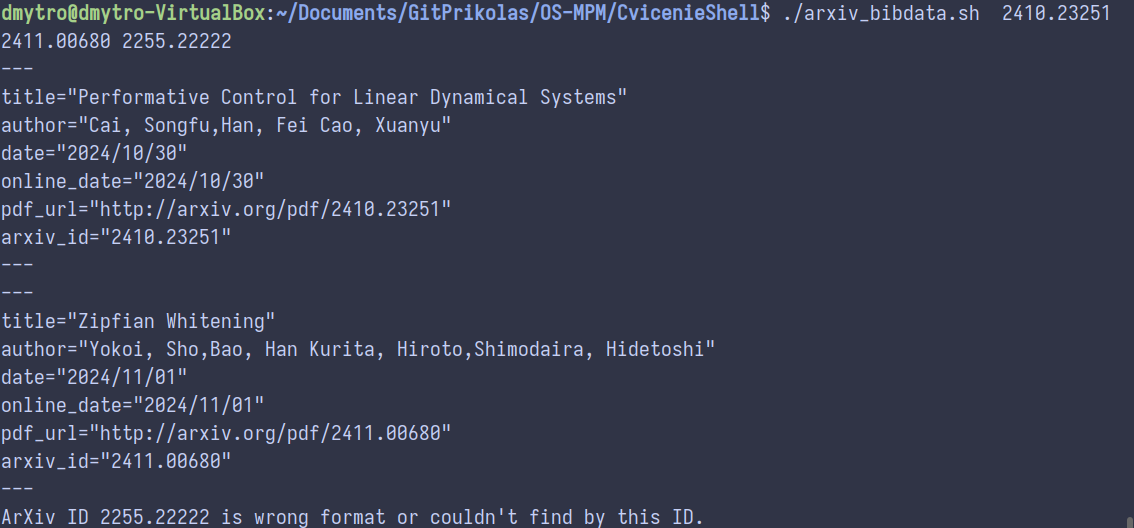 dmytro@dmytro-VirtualBox:~/Documents/GitPrikolas/OS-MPM/CvicenieShell$ ./arxiv_bibdata.sh  2410.23251
2411.00680 2255.22222
---
title="Performative Control for Linear Dynamical Systems"
author="Cai, Songfu,Han, Fei Cao, Xuanyu"
date="2024/10/30"
online_date="2024/10/30"
pdf_url="http://arxiv.org/pdf/2410.23251"
arxiv_id="2410.23251"
---
---
title="Zipfian Whitening"
author="Yokoi, Sho,Bao, Han Kurita, Hiroto,Shimodaira, Hidetoshi"
date="2024/11/01"
online_date="2024/11/01"
pdf_url="http://arxiv.org/pdf/2411.00680"
arxiv_id="2411.00680"
---
ArXiv ID 2255.22222 is wrong format or couldn't find by this ID.